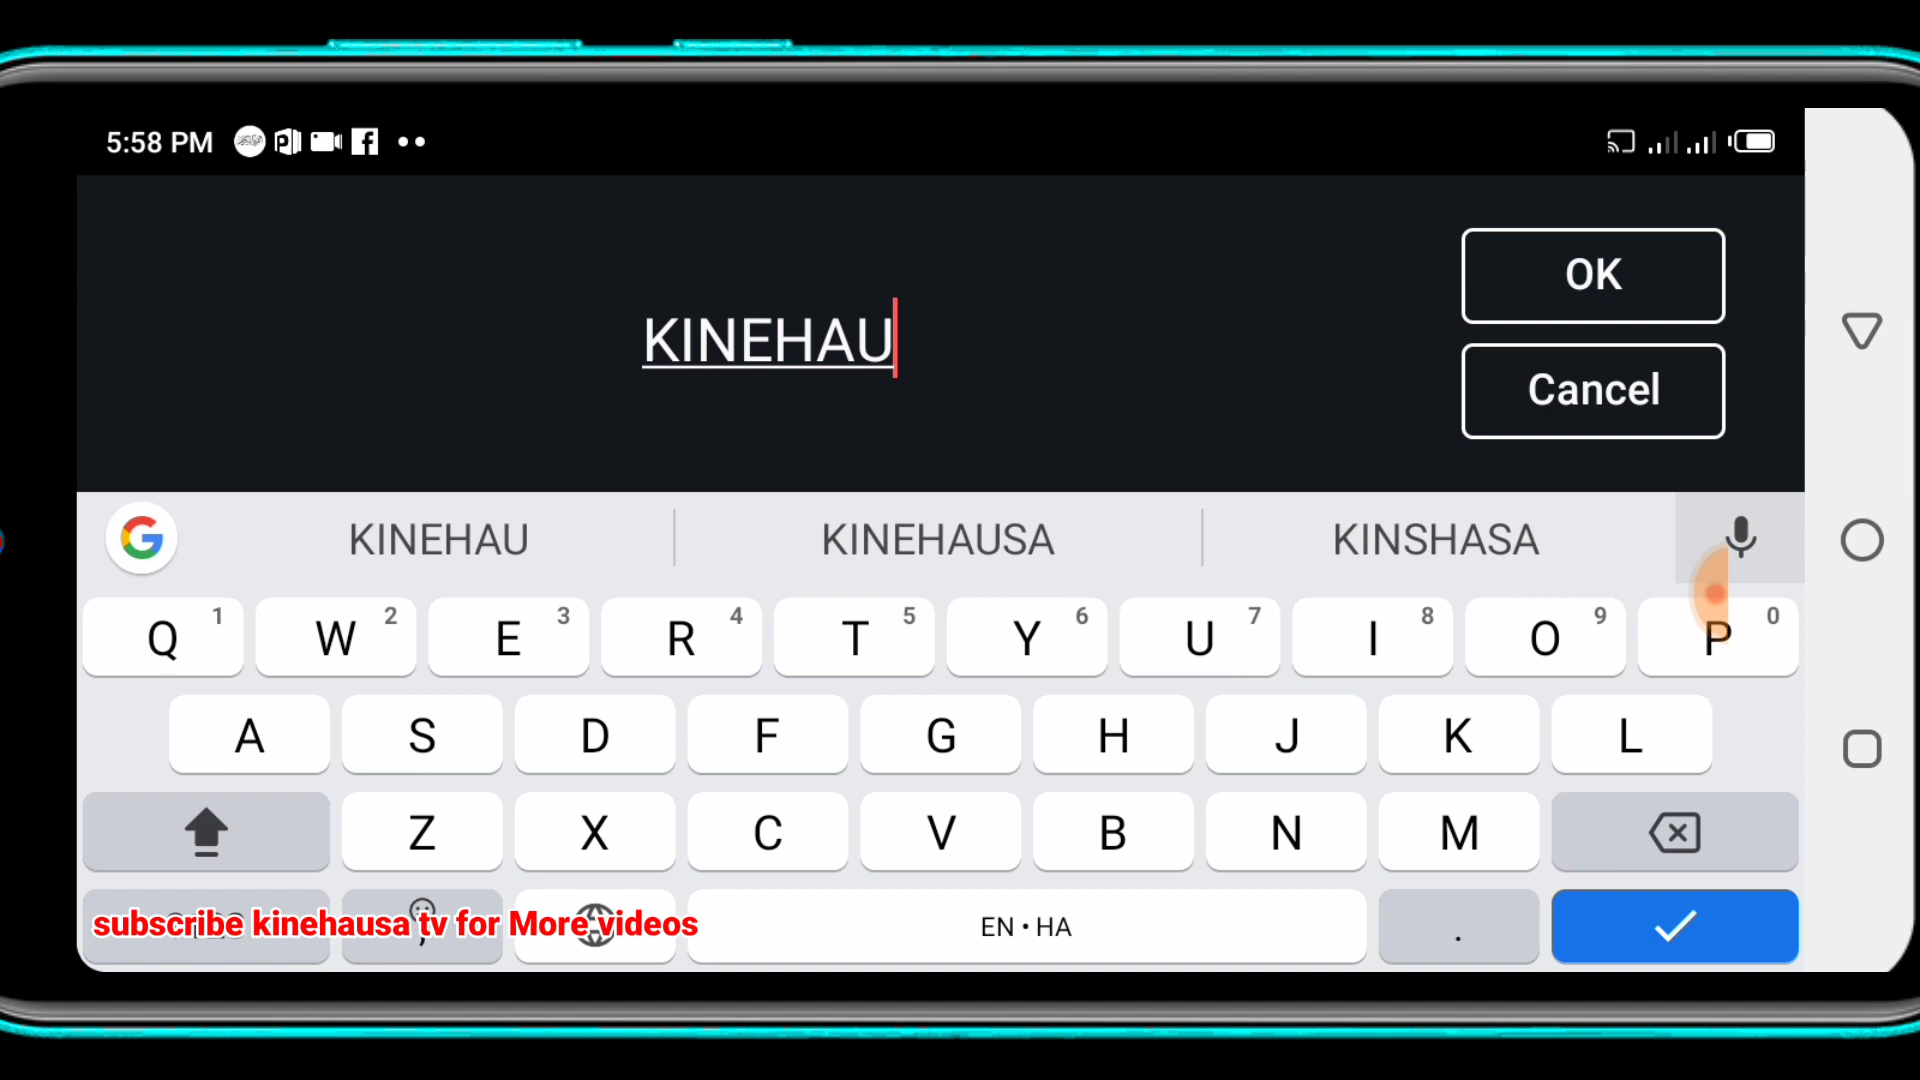 5:58 PM
KINEHAU
OK
Cancel
KINEHAU KINEHAUSA KINSHASA
Q 1 W 2 E 3 R 4 T 5 Y 6 U 7 I 8 O 9 P 0
A S D F G H J K L
Z X C V B N M
subscribe kinehausa tv for More videos
, EN • HA .